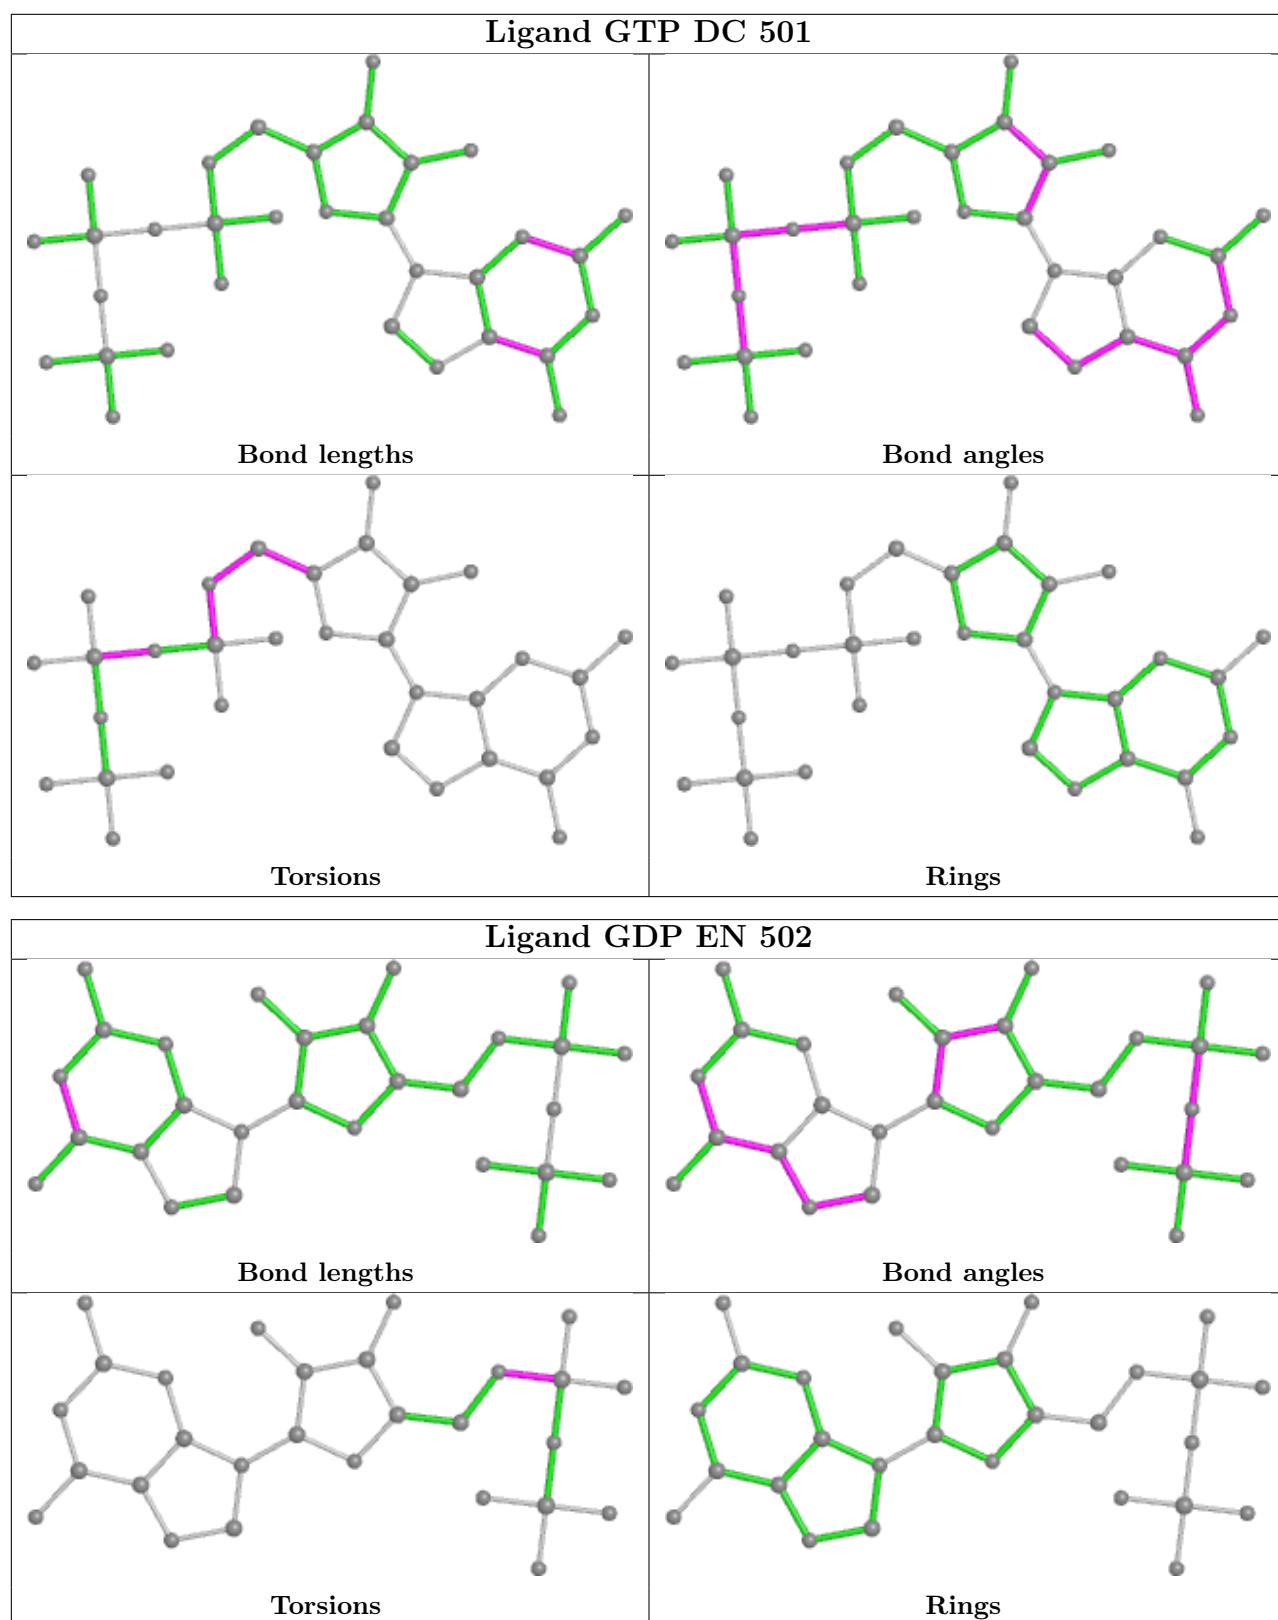 Ligand GTP DC 501
Bond lengths
Bond angles
Torsions
Rings
Ligand GDP EN 502
Bond lengths
Bond angles
Torsions
Rings